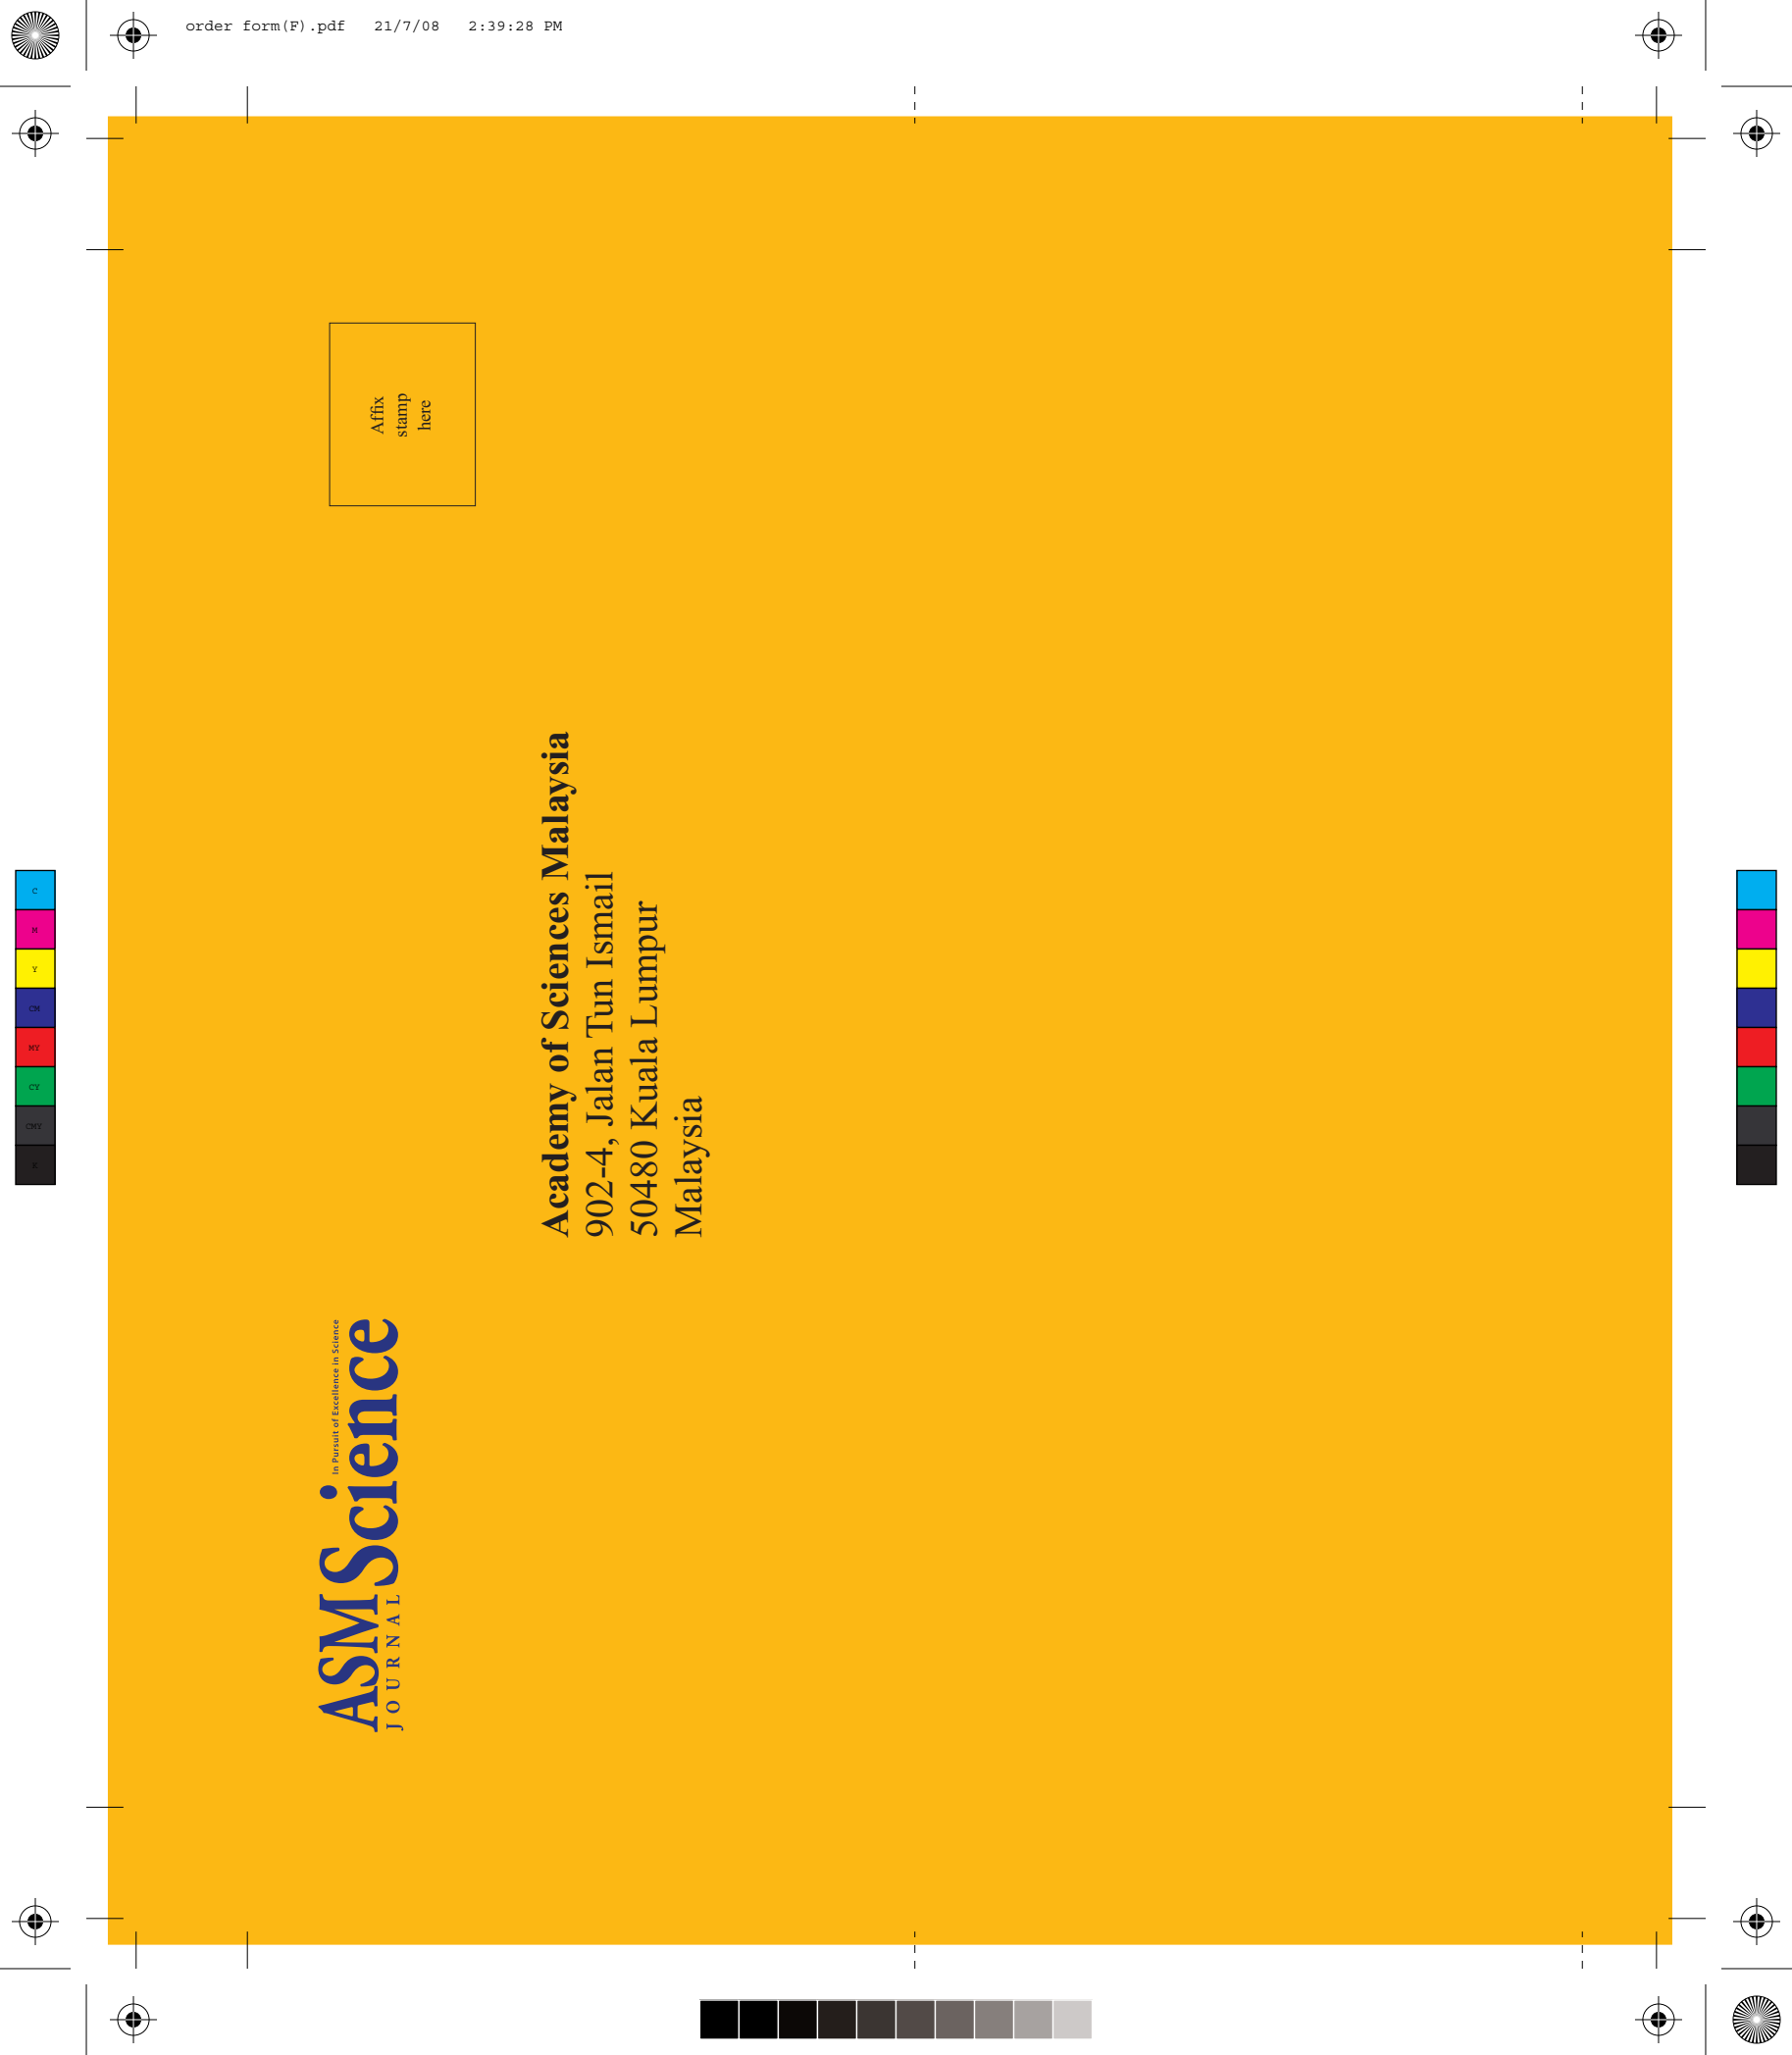 order form(F).pdf 21/7/08 2:39:28 PM
Affix
stamp
here
Academy of Sciences Malaysia
902-4, Jalan Tun Ismail
50480 Kuala Lumpur
Malaysia
In Pursuit of Excellence in Science
ASMScience
JOURNAL
C
M
Y
CM
MY
CY
CMY
K